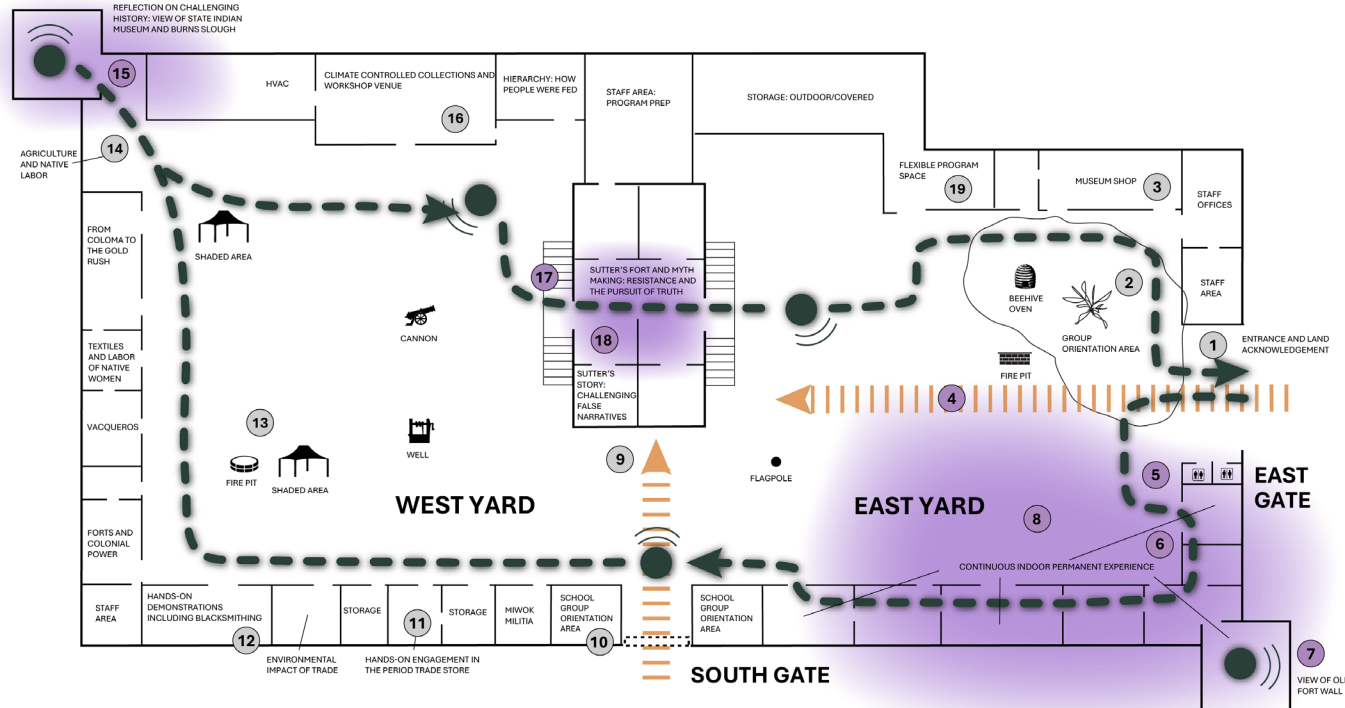 REFLECTION ON CHALLENGING
HISTORY: VIEW OF STATE INDIAN
MUSEUM AND BURNS SLOUGH
15
HVAC
CLIMATE CONTROLLED COLLECTIONS AND
WORKSHOP VENUE
16
HIERARCHY: HOW
PEOPLE WERE FED
STAFF AREA:
PROGRAM PREP
STORAGE: OUTDOOR/COVERED
14
AGRICULTURE
AND NATIVE
LABOR
FLEXIBLE PROGRAM
SPACE
19
MUSEUM SHOP
3
STAFF
OFFICES
FROM
COLOMA TO
THE GOLD
RUSH
SHADED AREA
17
SUTTER'S FORT AND MYTH
MAKING: RESISTANCE AND
THE PURSUIT OF TRUTH
18
BEEHIVE
OVEN
2
GROUP
ORIENTATION AREA
STAFF
AREA
CANNON
1
ENTRANCE AND LAND
ACKNOWLEDGEMENT
TEXTILES
AND LABOR
OF NATIVE
WOMEN
SUTTER'S
STORY:
CHALLENGING
FALSE
NARRATIVES
FIRE PIT
4
VACQUEROS
13
WELL
9
FIRE PIT
SHADED AREA
FLAGPOLE
5
EAST
GATE
WEST YARD
EAST YARD
8
6
FORTS AND
COLONIAL
POWER
CONTINUOUS INDOOR PERMANENT EXPERIENCE
STAFF
AREA
HANDS-ON
DEMONSTRATIONS
INCLUDING BLACKSMITHING
12
STORAGE
11
STORAGE
MIWOK
MILITIA
SCHOOL
GROUP
ORIENTATION
AREA
10
SCHOOL
GROUP
ORIENTATION
AREA
ENVIRONMENTAL
IMPACT OF TRADE
HANDS-ON ENGAGEMENT IN
THE PERIOD TRADE STORE
SOUTH GATE
7
VIEW OF OL
FORT WALL